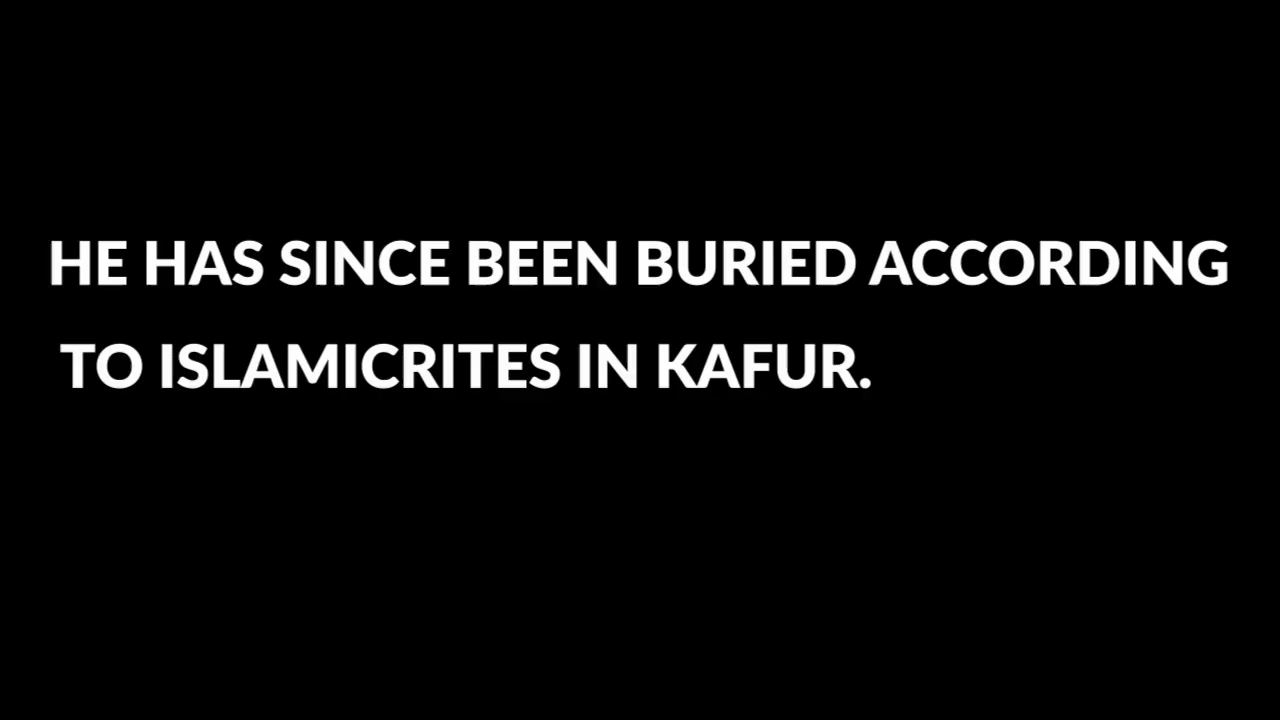 HE HAS SINCE BEEN BURIED ACCORDING
TO ISLAMICRITES IN KAFUR.